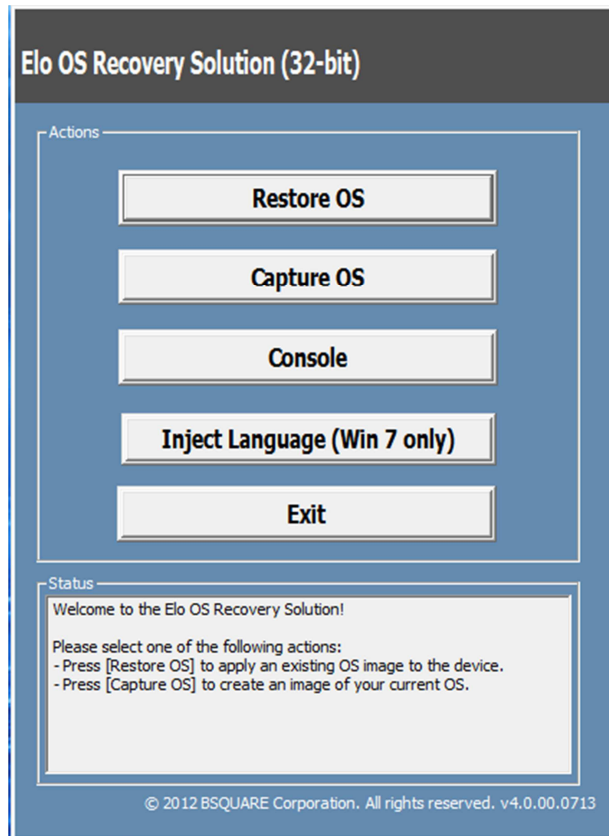 Elo OS Recovery Solution (32-bit)
Actions
Restore OS
Capture OS
Console
Inject Language (Win 7 only)
Exit
Status
Welcome to the Elo OS Recovery Solution!
Please select one of the following actions:
- Press [Restore OS] to apply an existing OS image to the device.
- Press [Capture OS] to create an image of your current OS.
© 2012 BSQUARE Corporation. All rights reserved. v4.0.00.0713